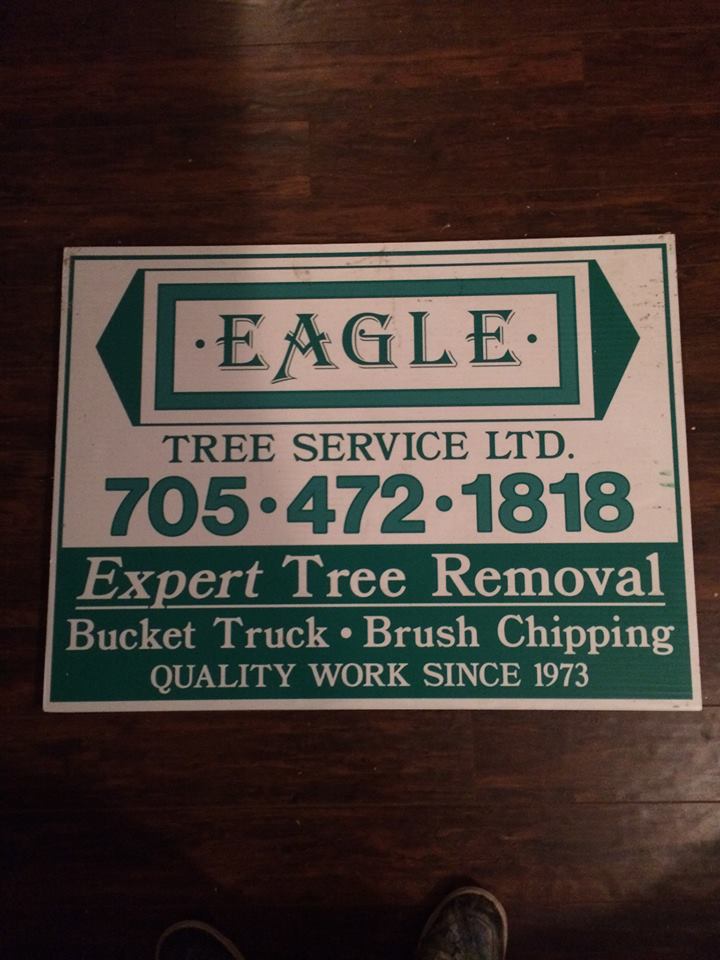 ·EAGLE·
TREE SERVICE LTD.
705·472·1818
Expert Tree Removal
Bucket Truck • Brush Chipping
QUALITY WORK SINCE 1973